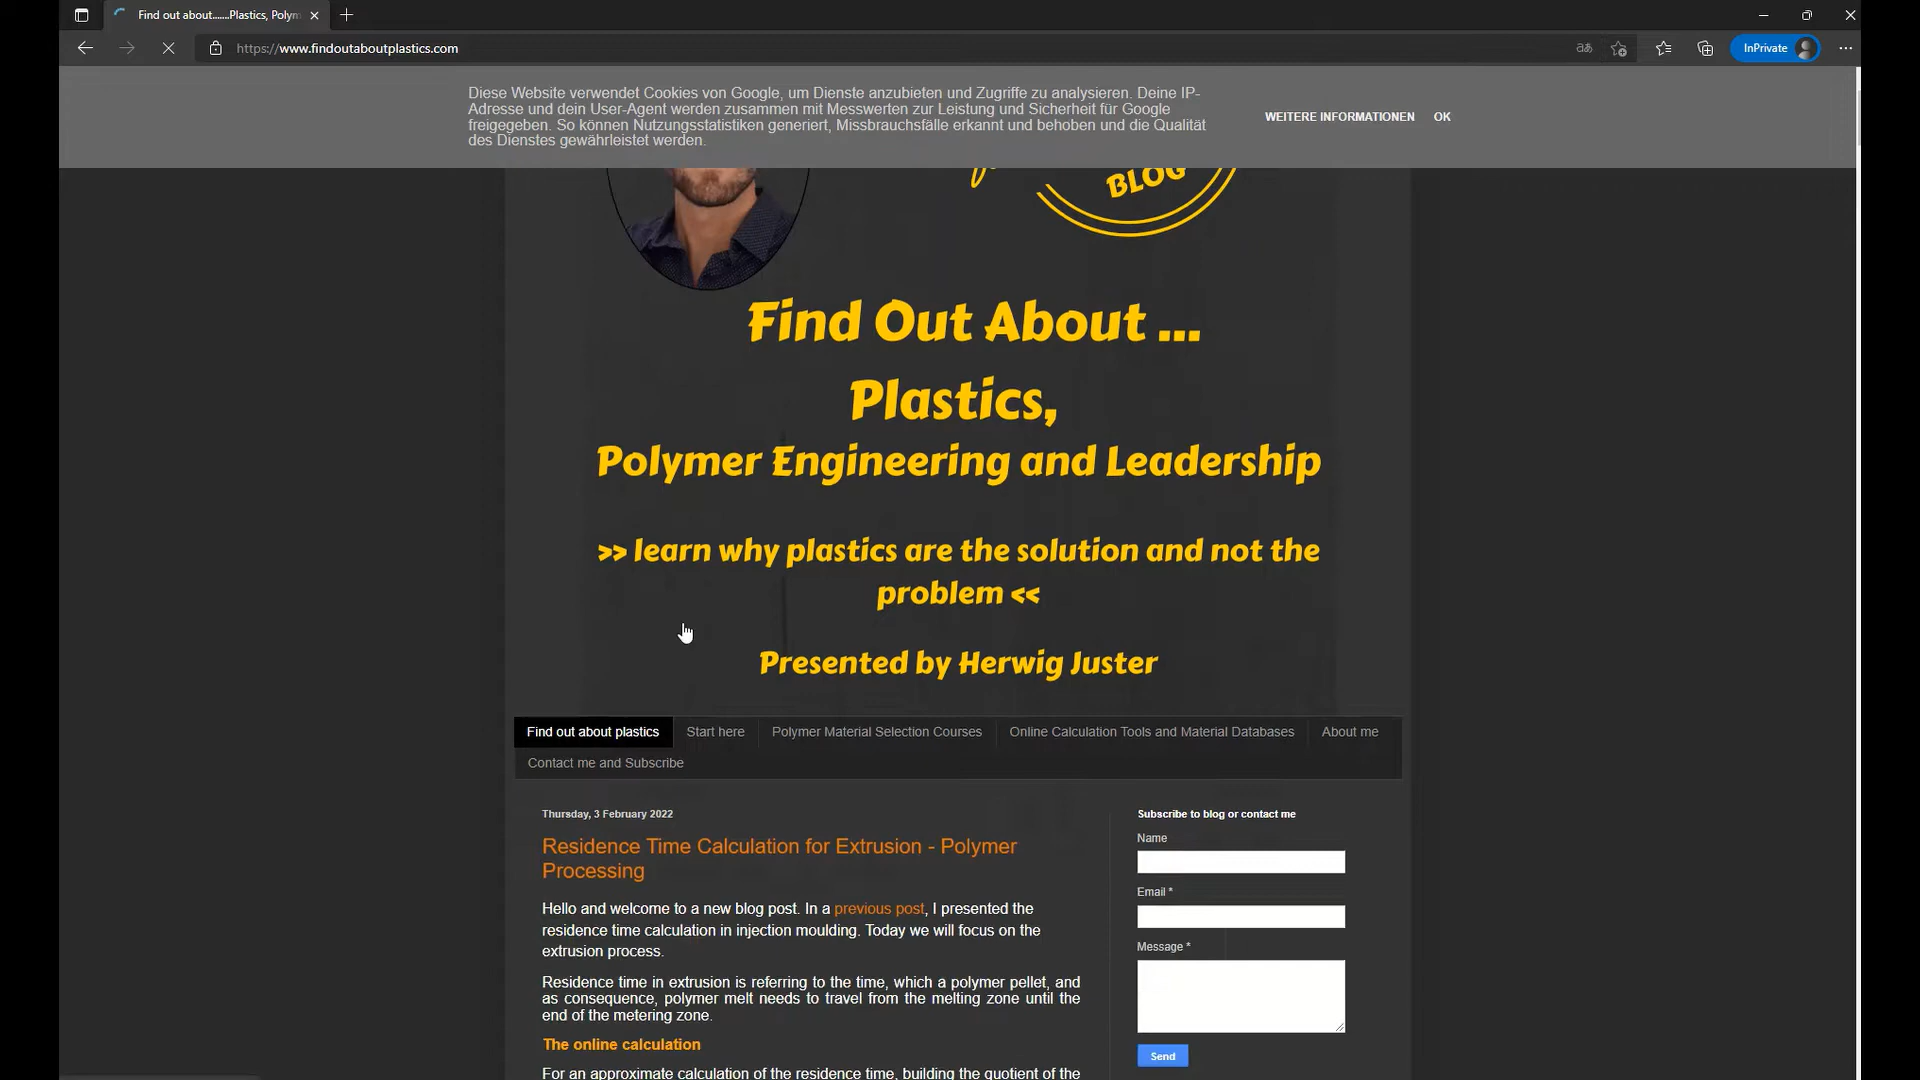 Find out about.......Plastics, Polym
https://www.findoutaboutplastics.com
InPrivate
Diese Website verwendet Cookies von Google, um Dienste anzubieten und Zugriffe zu analysieren. Deine IP-
Adresse und dein User-Agent werden zusammen mit Messwerten zur Leistung und Sicherheit für Google
freigegeben. So können Nutzungsstatistiken generiert, Missbrauchsfälle erkannt und behoben und die Qualität
des Dienstes gewährleistet werden.
WEITERE INFORMATIONEN OK
BLOG
Find Out About ...
Plastics,
Polymer Engineering and Leadership
>> learn why plastics are the solution and not the
problem <<
Presented by Herwig Juster
Find out about plastics Start here Polymer Material Selection Courses Online Calculation Tools and Material Databases About me
Contact me and Subscribe
Thursday, 3 February 2022
Residence Time Calculation for Extrusion - Polymer
Processing
Hello and welcome to a new blog post. In a previous post, I presented the
residence time calculation in injection moulding. Today we will focus on the
extrusion process.
Residence time in extrusion is referring to the time, which a polymer pellet, and
as consequence, polymer melt needs to travel from the melting zone until the
end of the metering zone.
The online calculation
For an approximate calculation of the residence time, building the quotient of the
Subscribe to blog or contact me
Name
Email *
Message *
Send